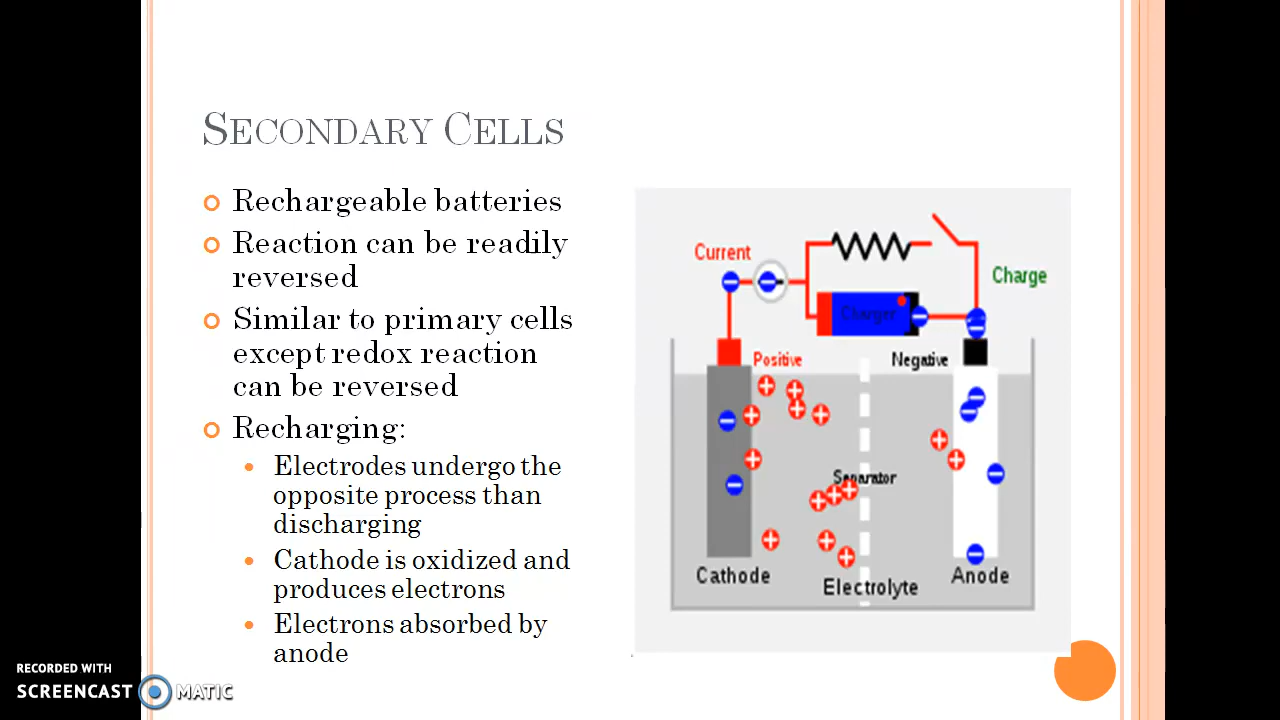 SECONDARY CELLS
Rechargeable batteries
Reaction can be readily
reversed
Similar to primary cells
except redox reaction
can be reversed
Recharging:
Electrodes undergo the
opposite process than
discharging
Cathode is oxidized and
produces electrons
Electrons absorbed by
anode
Current
Charge
Charger
Positive
Negative
Separator
Cathode
Electrolyte
Anode
RECORDED WITH
SCREENCAST MATIC